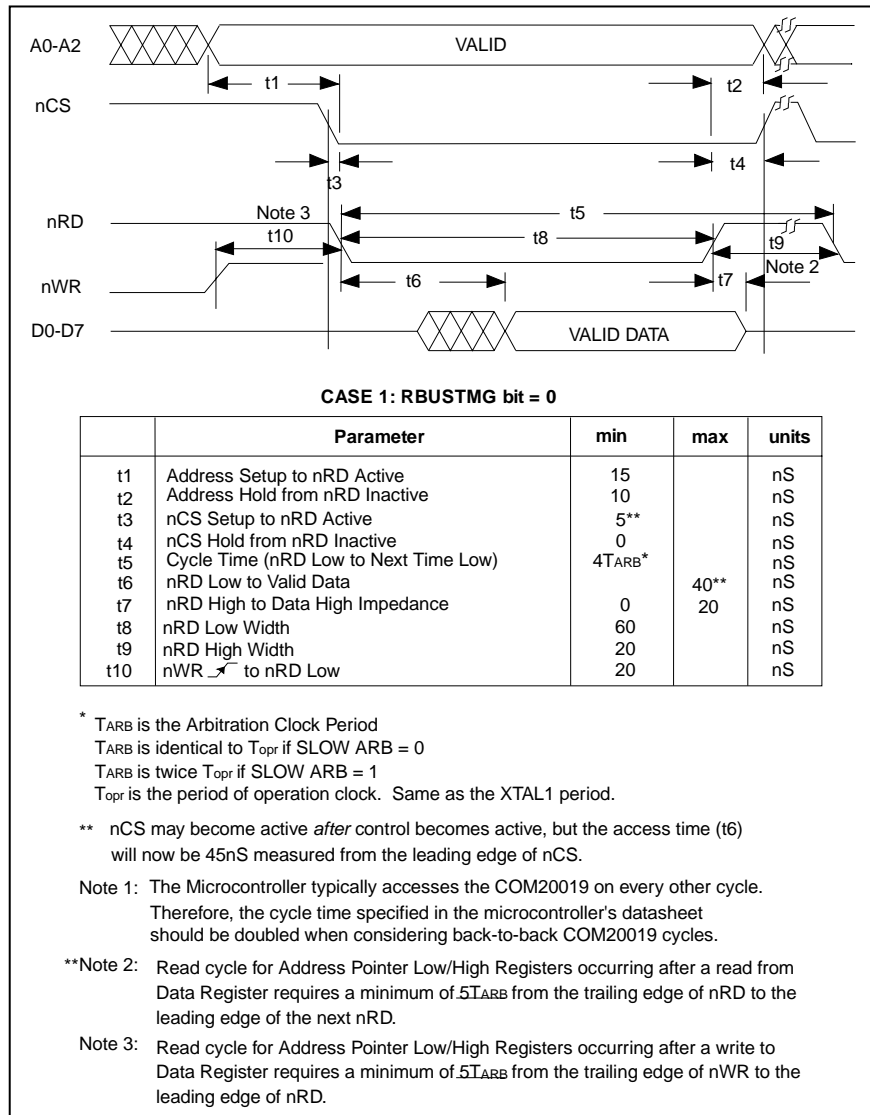 A0-A2
VALID
t1
t2
nCS
t3
t4
nRD
Note 3
t5
t10
t8
t9
nWR
t6
t7
Note 2
D0-D7
VALID DATA
CASE 1: RBUSTMG bit = 0
Parameter min max units
t1 Address Setup to nRD Active 15 nS
t2 Address Hold from nRD Inactive 10 nS
t3 nCS Setup to nRD Active 5** nS
t4 nCS Hold from nRD Inactive 0 nS
t5 Cycle Time (nRD Low to Next Time Low) 4TARB* nS
t6 nRD Low to Valid Data 40** nS
t7 nRD High to Data High Impedance 0 20 nS
t8 nRD Low Width 60 nS
t9 nRD High Width 20 nS
t10 nWR to nRD Low 20 nS
* TARB is the Arbitration Clock Period
TARB is identical to Topr if SLOW ARB = 0
TARB is twice Topr if SLOW ARB = 1
Topr is the period of operation clock. Same as the XTAL1 period.
** nCS may become active after control becomes active, but the access time (t6)
will now be 45nS measured from the leading edge of nCS.
Note 1: The Microcontroller typically accesses the COM20019 on every other cycle.
Therefore, the cycle time specified in the microcontroller's datasheet
should be doubled when considering back-to-back COM20019 cycles.
**Note 2: Read cycle for Address Pointer Low/High Registers occurring after a read from
Data Register requires a minimum of 5TARB from the trailing edge of nRD to the
leading edge of the next nRD.
Note 3: Read cycle for Address Pointer Low/High Registers occurring after a write to
Data Register requires a minimum of 5TARB from the trailing edge of nWR to the
leading edge of nRD.